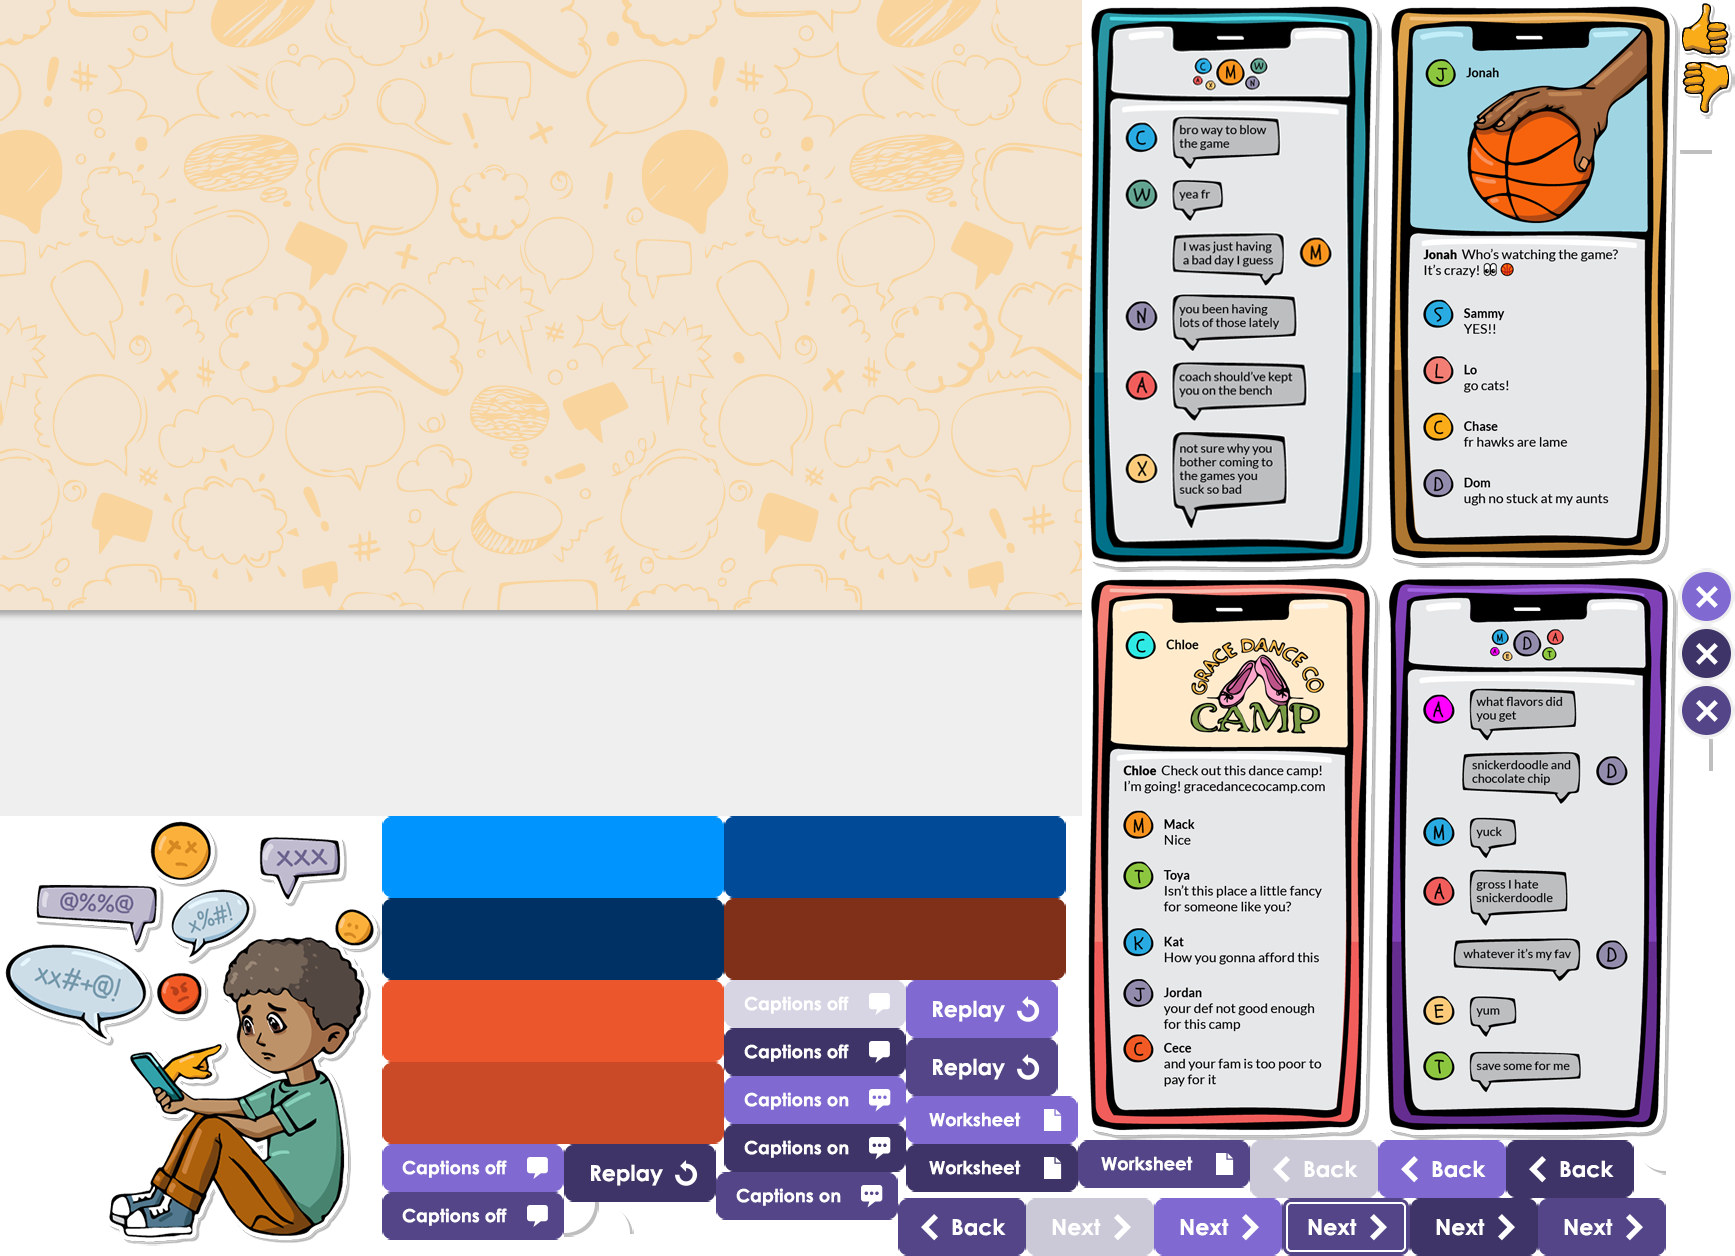 C M W
A X N
C
bro way to blow
the game
W
yea fr
I was just having
a bad day I guess
M
N
you been having
lots of those lately
A
coach should've kept
you on the bench
X
not sure why you
bother coming to
the games you
suck so bad
J Jonah
Jonah Who's watching the game?
It's crazy! 👀 🏀
S Sammy
YES!!
L Lo
go cats!
C Chase
fr hawks are lame
D Dom
ugh no stuck at my aunts
C Chloe
GRACE DANCE CO
CAMP
Chloe Check out this dance camp!
I'm going! gracedancecocamp.com
M Mack
Nice
T Toya
Isn't this place a little fancy
for someone like you?
K Kat
How you gonna afford this
J Jordan
your def not good enough
for this camp
C Cece
and your fam is too poor to
pay for it
M D A
E T
A
what flavors did
you get
snickerdoodle and
chocolate chip
D
M
yuck
A
gross I hate
snickerdoodle
whatever it's my fav
D
E
yum
T
save some for me
XXX
@%%@
x%#!
xx#+@!
Captions off
Captions off
Captions on
Captions on
Captions on
Captions off
Captions off
Replay
Replay
Replay
Worksheet
Worksheet
Worksheet
Back
Back
Back
Back
Next
Next
Next
Next
Next